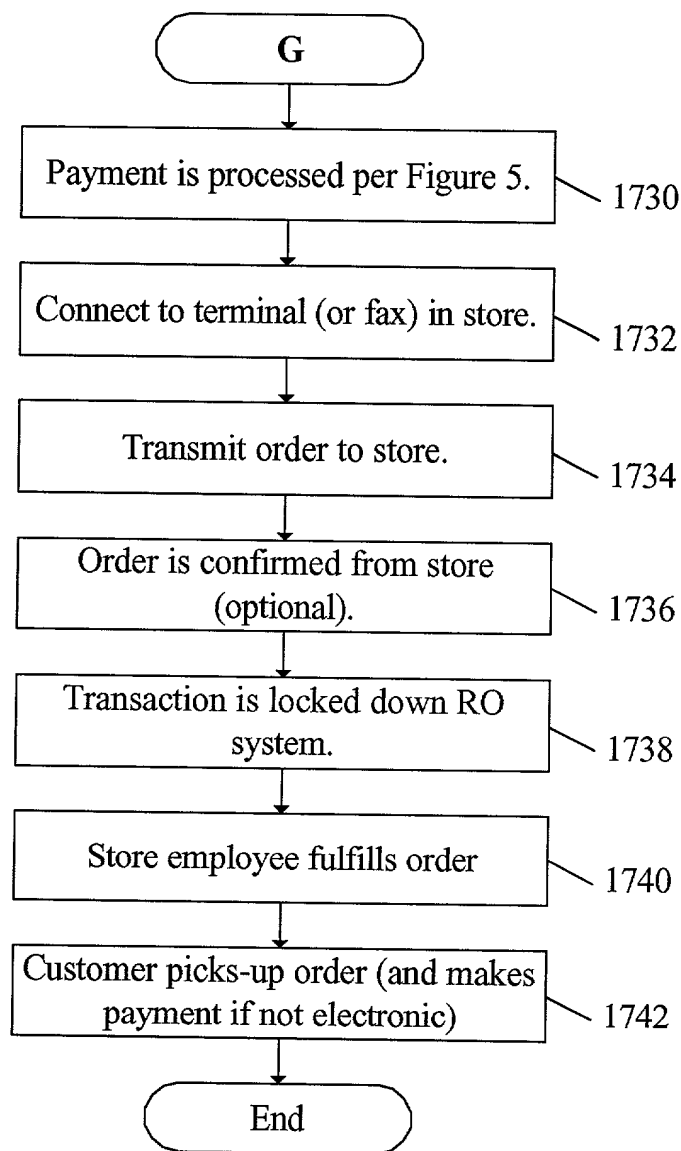 G
Payment is processed per Figure 5.
1730
Connect to terminal (or fax) in store.
1732
Transmit order to store.
1734
Order is confirmed from store
(optional).
1736
Transaction is locked down RO
system.
1738
Store employee fulfills order
1740
Customer picks-up order (and makes
payment if not electronic)
1742
End